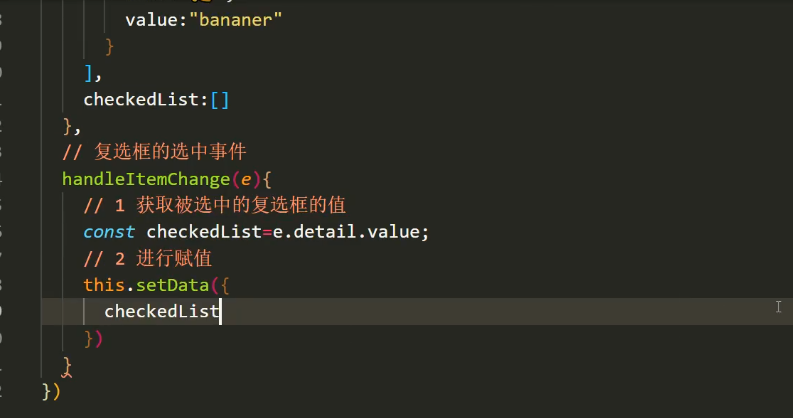 value:"bananer"
}
],
checkedList:[]
},
// 复选框的选中事件
handleItemChange(e){
// 1 获取被选中的复选框的值
const checkedList=e.detail.value;
// 2 进行赋值
this.setData({
checkedList
})
}
})